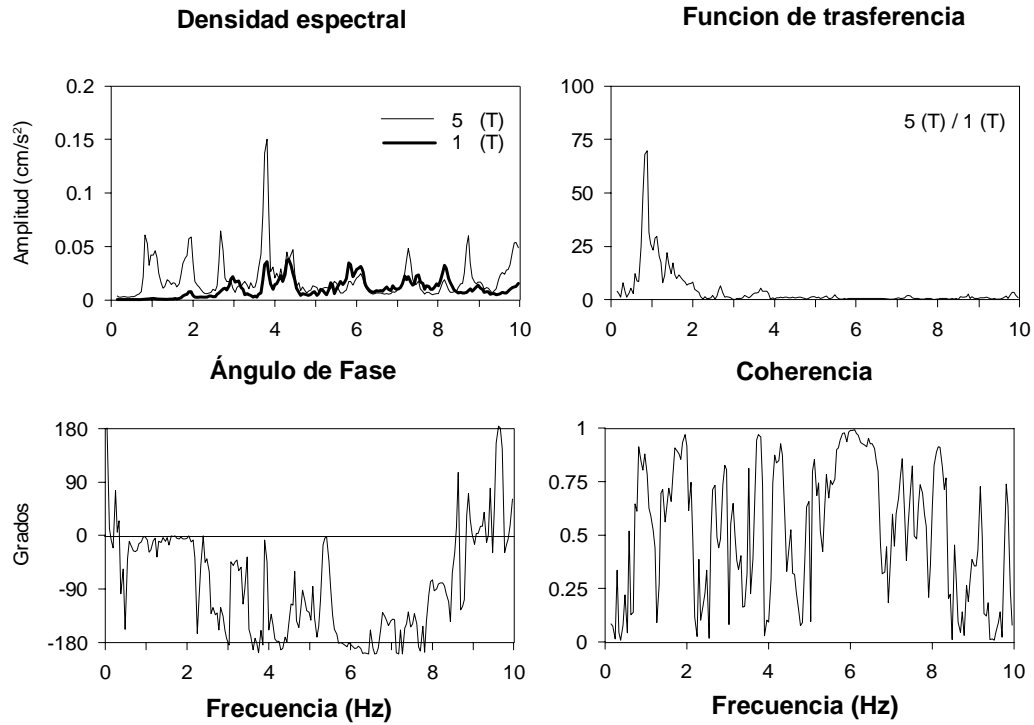 Densidad espectral
Funcion de trasferencia
Amplitud (cm/s²)
0.2
0.15
0.1
0.05
0
5 (T)
1 (T)
0 2 4 6 8 10
100
75
50
25
0
5 (T) / 1 (T)
0 2 4 6 8 10
Ángulo de Fase
Coherencia
Grados
180
90
0
-90
-180
0 2 4 6 8 10
Frecuencia (Hz)
1
0.75
0.5
0.25
0
0 2 4 6 8 10
Frecuencia (Hz)